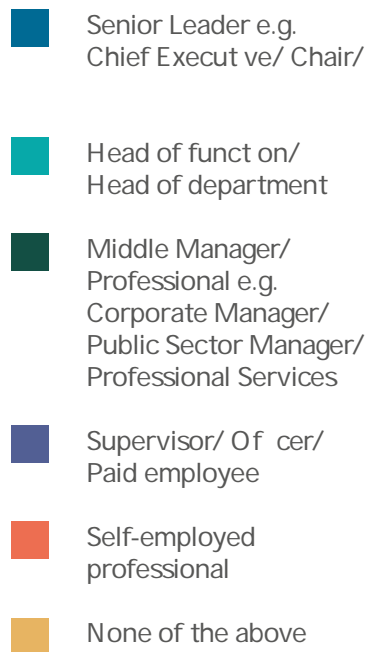 Senior Leader e.g.
Chief Execut ve/ Chair/
Head of funct on/
Head of department
Middle Manager/
Professional e.g.
Corporate Manager/
Public Sector Manager/
Professional Services
Supervisor/ Of  cer/
Paid employee
Self-employed
professional
None of the above